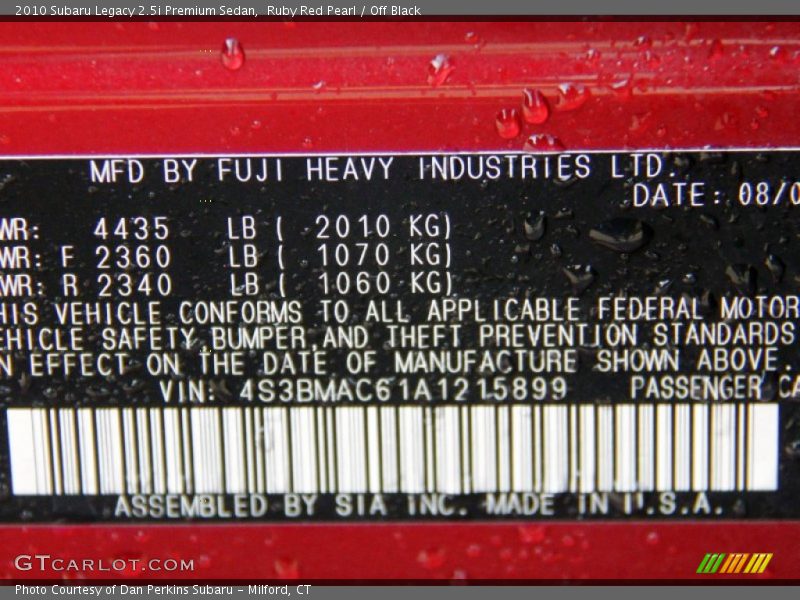 2010 Subaru Legacy 2.5i Premium Sedan,  Ruby Red Pearl / Off Black
MFD BY FUJI HEAVY INDUSTRIES LTD.
DATE: 08/0
WR: 4435 LB ( 2010 KG)
WR: F 2360 LB ( 1070 KG)
WR: R 2340 LB ( 1060 KG)
HIS VEHICLE CONFORMS TO ALL APPLICABLE FEDERAL MOTOR
EHICLE SAFETY BUMPER,AND THEFT PREVENTION STANDARDS
N EFFECT ON THE DATE OF MANUFACTURE SHOWN ABOVE.
VIN: 4S3BMAC61A1215899 PASSENGER CA
ASSEMBLED BY SIA INC. MADE IN U.S.A.
GTCARLOT.COM
Photo Courtesy of Dan Perkins Subaru – Milford, CT